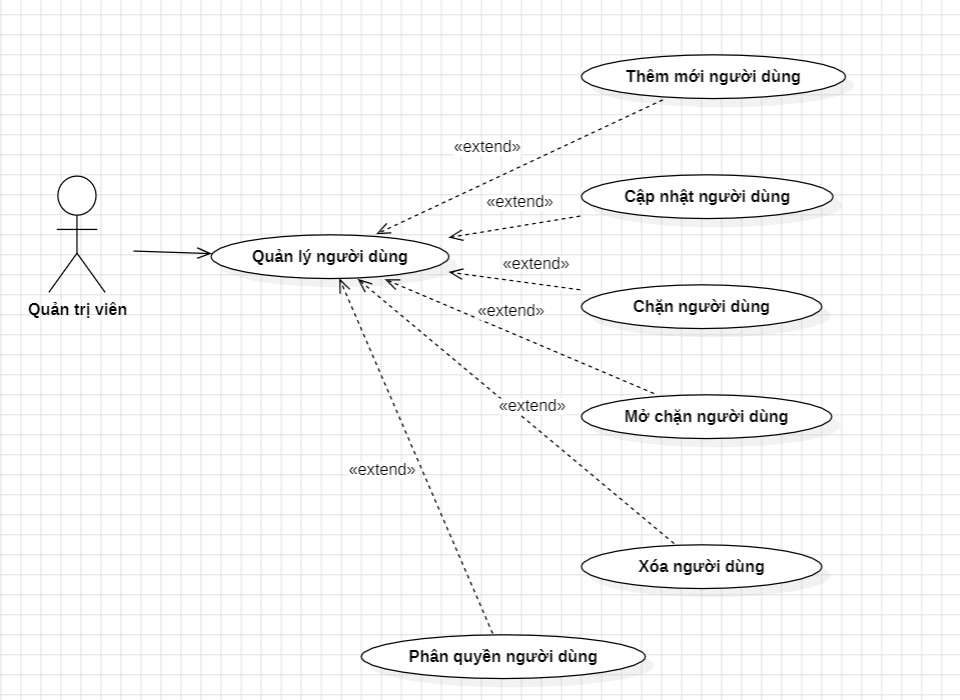 Thêm mới người dùng
«extend»
Cập nhật người dùng
«extend»
Quản lý người dùng
«extend»
Chặn người dùng
Quản trị viên
«extend»
«extend»
Mở chặn người dùng
«extend»
Xóa người dùng
Phân quyền người dùng